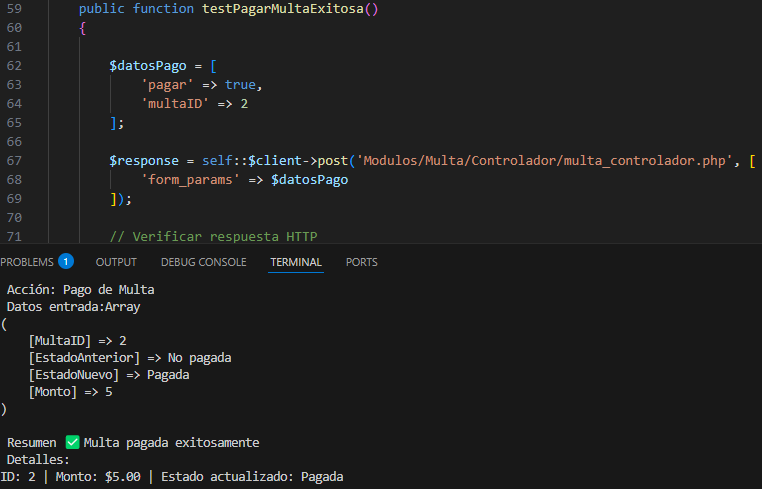 59 public function testPagarMultaExitosa()
60 {
61
62 $datosPago = [
63 'pagar' => true,
64 'multaID' => 2
65 ];
66
67 $response = self::$client->post('Modulos/Multa/Controlador/multa_controlador.php', [
68 'form_params' => $datosPago
69 ]);
70
71 // Verificar respuesta HTTP
PROBLEMS 1 OUTPUT DEBUG CONSOLE TERMINAL PORTS
Acción: Pago de Multa
Datos entrada:Array
(
[MultaID] => 2
[EstadoAnterior] => No pagada
[EstadoNuevo] => Pagada
[Monto] => 5
)
Resumen ✅ Multa pagada exitosamente
Detalles:
ID: 2 | Monto: $5.00 | Estado actualizado: Pagada